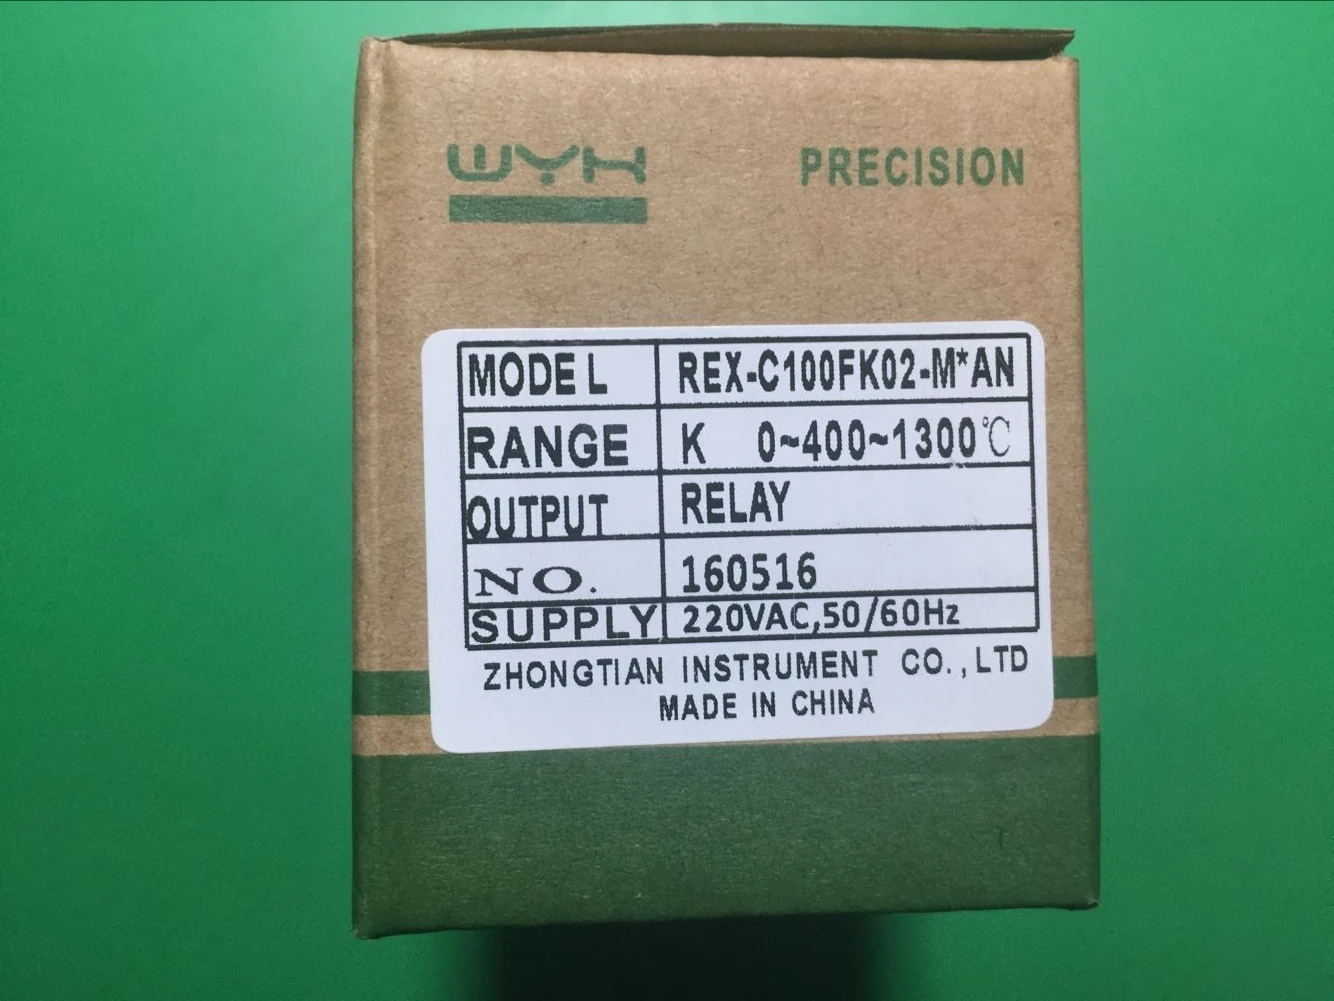 WYH PRECISION
MODEL REX-C100FK02-M*AN
RANGE K 0~400~1300℃
OUTPUT RELAY
NO. 160516
SUPPLY 220VAC,50/60Hz
ZHONGTIAN INSTRUMENT CO.,LTD
MADE IN CHINA